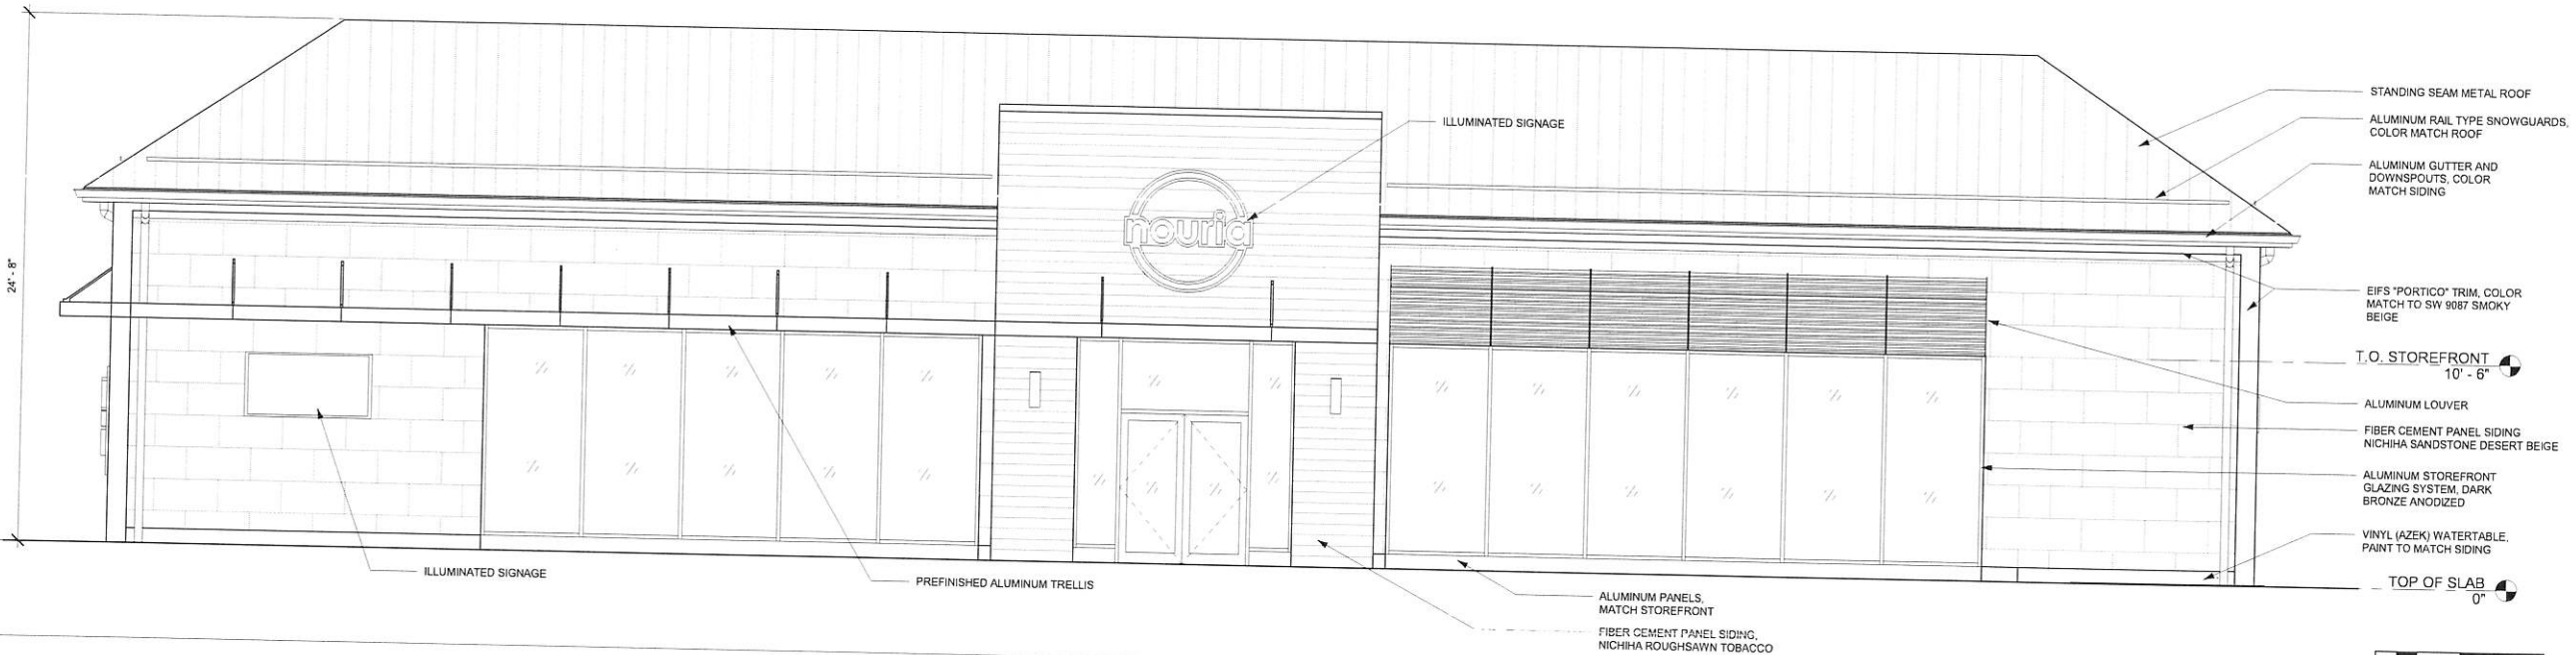 24' - 8"
ILLUMINATED SIGNAGE
nouria
STANDING SEAM METAL ROOF
ALUMINUM RAIL TYPE SNOWGUARDS,
COLOR MATCH ROOF
ALUMINUM GUTTER AND
DOWNSPOUTS, COLOR
MATCH SIDING
EIFS "PORTICO" TRIM, COLOR
MATCH TO SW 9087 SMOKY
BEIGE
T.O. STOREFRONT
10' - 6"
ALUMINUM LOUVER
FIBER CEMENT PANEL SIDING
NICHIHA SANDSTONE DESERT BEIGE
ALUMINUM STOREFRONT
GLAZING SYSTEM, DARK
BRONZE ANODIZED
VINYL (AZEK) WATERTABLE,
PAINT TO MATCH SIDING
TOP OF SLAB
0"
ILLUMINATED SIGNAGE
PREFINISHED ALUMINUM TRELLIS
ALUMINUM PANELS,
MATCH STOREFRONT
FIBER CEMENT PANEL SIDING,
NICHIHA ROUGHSAWN TOBACCO